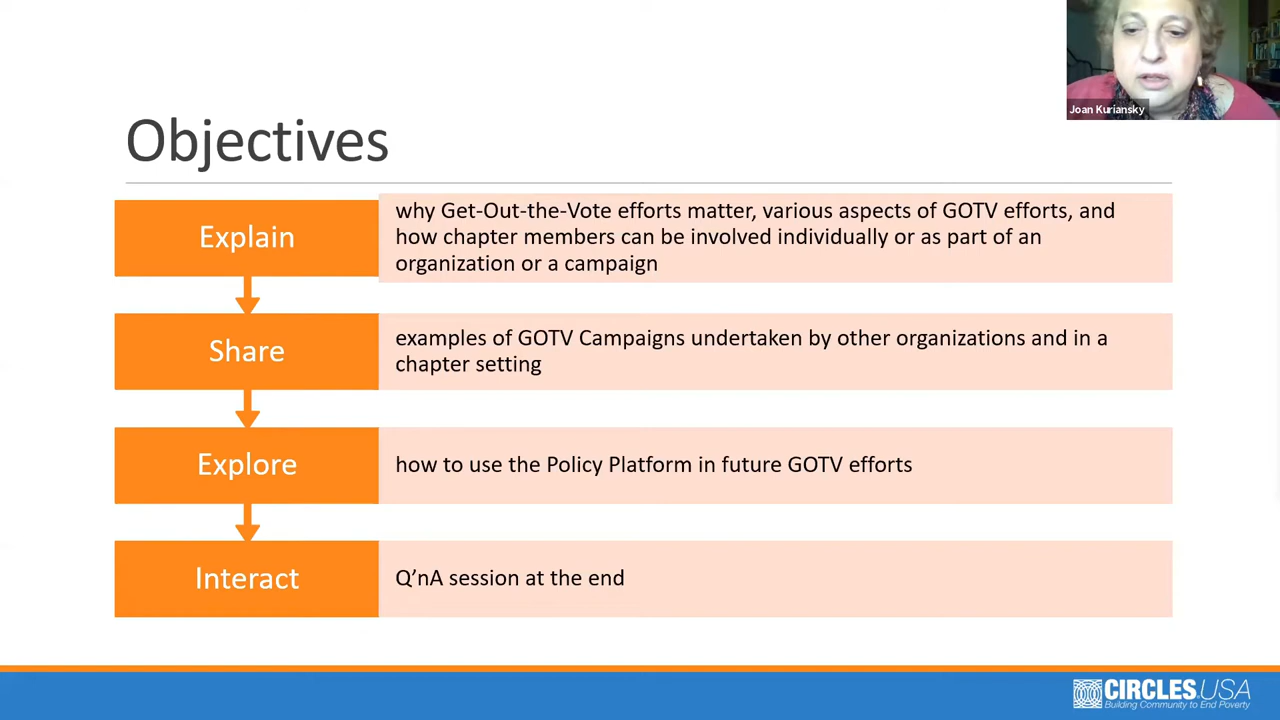 Joan Kuriansky
Objectives
Explain
why Get-Out-the-Vote efforts matter, various aspects of GOTV efforts, and
how chapter members can be involved individually or as part of an
organization or a campaign
Share
examples of GOTV Campaigns undertaken by other organizations and in a
chapter setting
Explore
how to use the Policy Platform in future GOTV efforts
Interact
Q’nA session at the end
CIRCLES USA
Building Community to End Poverty